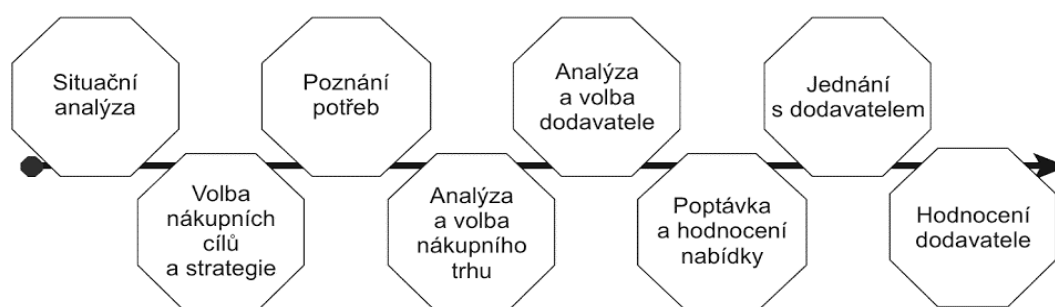 Situační
analýza
Volba
nákupních
cílů
a strategie
Poznání
potřeb
Analýza
a volba
nákupního
trhu
Analýza
a volba
dodavatele
Poptávka
a hodnocení
nabídky
Jednání
s dodavatelem
Hodnocení
dodavatele